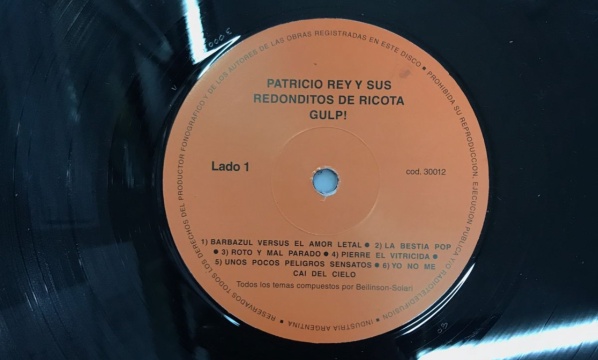 PATRICIO REY Y SUS
REDONDITOS DE RICOTA
GULP!
Lado 1
cod. 30012
1) BARBAZUL VERSUS EL AMOR LETAL ● 2) LA BESTIA POP
● 3) ROTO Y MAL PARADO ● 4) PIERRE EL VITRICIDA ●
5) UNOS POCOS PELIGROS SENSATOS ● 6) YO NO ME
CAI DEL CIELO
Todos los temas compuestos por Beilinson-Solari
RESERVADOS TODOS LOS DERECHOS DEL PRODUCTOR FONOGRAFICO Y DE LOS AUTORES DE LAS OBRAS REGISTRADAS EN ESTE DISCO ● PROHIBIDA SU REPRODUCCION, EJECUCION PUBLICA Y/O RADIOTELEDIFUSION ● INDUSTRIA ARGENTINA ●